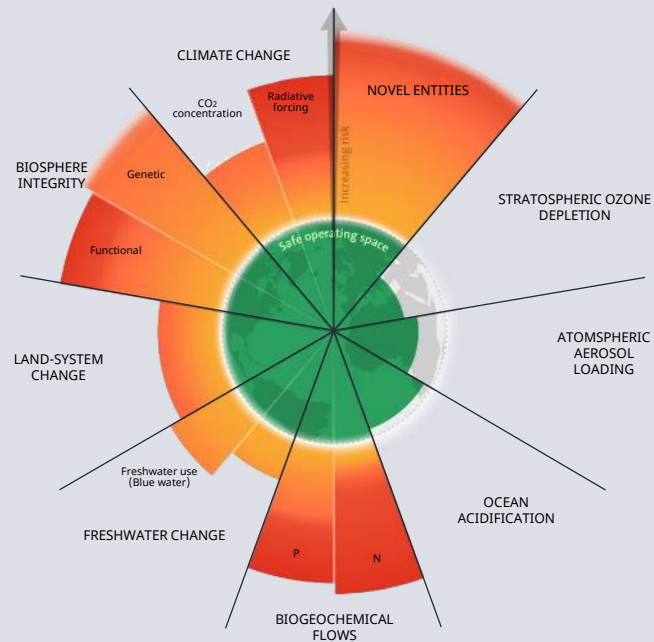 CLIMATE CHANGE
CO2
concentration
Radiative
forcing
NOVEL ENTITIES
Increasing risk
BIOSPHERE
INTEGRITY
Genetic
Functional
STRATOSPHERIC OZONE
DEPLETION
Safe operating space
LAND-SYSTEM
CHANGE
ATOMSPHERIC
AEROSOL
LOADING
Freshwater use
(Blue water)
OCEAN
ACIDIFICATION
FRESHWATER CHANGE
P
N
BIOGEOCHEMICAL
FLOWS